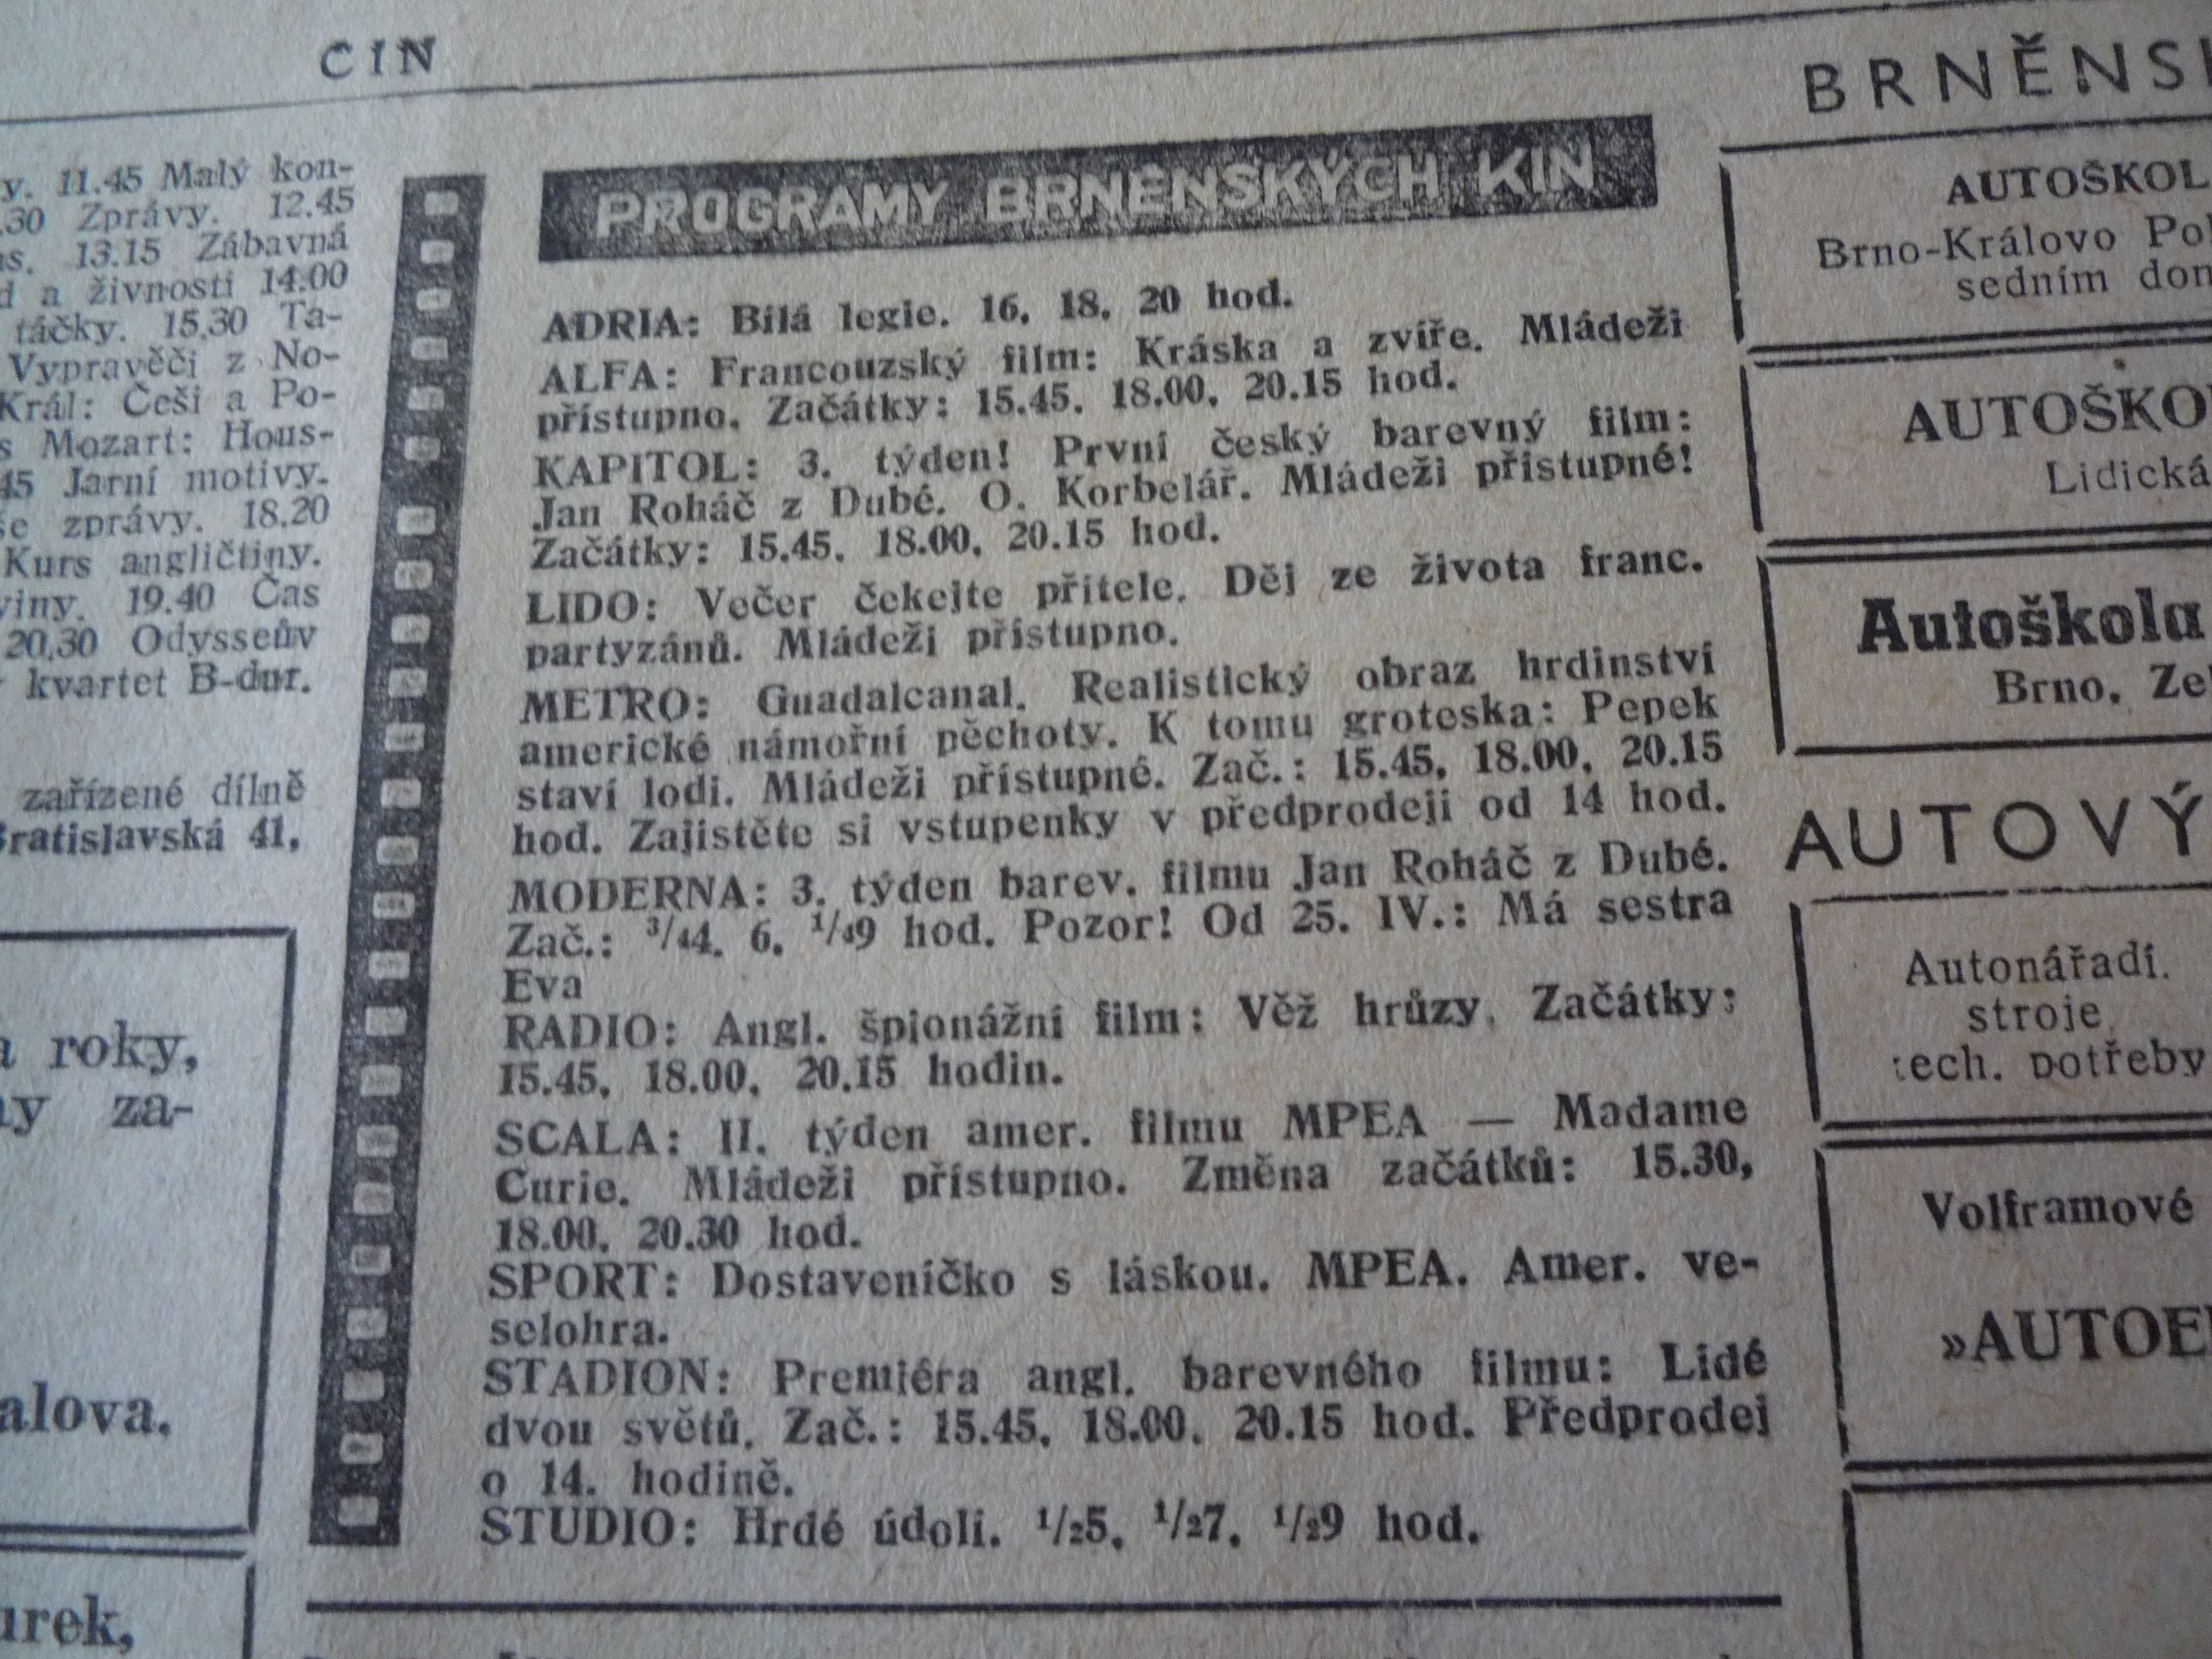 CIN
y. 11.45 Malý kon-
.30 Zprávy. 12.45
s. 13.15 Zábavná
d a živnosti 14.00
táčky. 15.30 Ta-
Vypravěči z No-
Král: Češi a Po-
s Mozart: Hous-
45 Jarní motivy.
še zprávy. 18.20
Kurs angličtiny.
viny. 19.40 Čas
20.30 Odysseův
kvartet B-dur.
zařízené dílně
Bratislavská 41,
a roky,
ny za-
alova.
urek,
PROGRAMY BRNĚNSKÝCH KIN
ADRIA: Bílá legie. 16, 18, 20 hod.
ALFA: Francouzský film: Kráska a zvíře. Mládeži
přístupno. Začátky: 15.45, 18.00, 20.15 hod.
KAPITOL: 3. týden! První český barevný film:
Jan Roháč z Dubé. O. Korbelář. Mládeži přístupné!
Začátky: 15.45, 18.00, 20.15 hod.
LIDO: Večer čekejte přítele. Děj ze života franc.
partyzánů. Mládeži přístupno.
METRO: Guadalcanal. Realistický obraz hrdinství
americké námořní pěchoty. K tomu groteska: Pepek
staví lodi. Mládeži přístupné. Zač.: 15.45, 18.00, 20.15
hod. Zajistěte si vstupenky v předprodeji od 14 hod.
MODERNA: 3. týden barev. filmu Jan Roháč z Dubé.
Zač.: 3/44, 6, 1/49 hod. Pozor! Od 25. IV.: Má sestra
Eva
RADIO: Angl. špionážní film: Věž hrůzy. Začátky:
15.45, 18.00, 20.15 hodin.
SCALA: II. týden amer. filmu MPEA — Madame
Curie. Mládeži přístupno. Změna začátků: 15.30,
18.00, 20.30 hod.
SPORT: Dostaveníčko s láskou. MPEA. Amer. ve-
selohra.
STADION: Premiéra angl. barevného filmu: Lidé
dvou světů. Zač.: 15.45, 18.00, 20.15 hod. Předprodej
o 14. hodině.
STUDIO: Hrdé údolí. 1/25, 1/27, 1/29 hod.
BRNĚNSK
AUTOŠKOL
Brno-Královo Pol
sedním dom
AUTOŠKO
Lidická
Autoškola
Brno, Ze
AUTOVÝ
Autonářadí,
stroje,
tech. potřeby
Volframové
»AUTOE